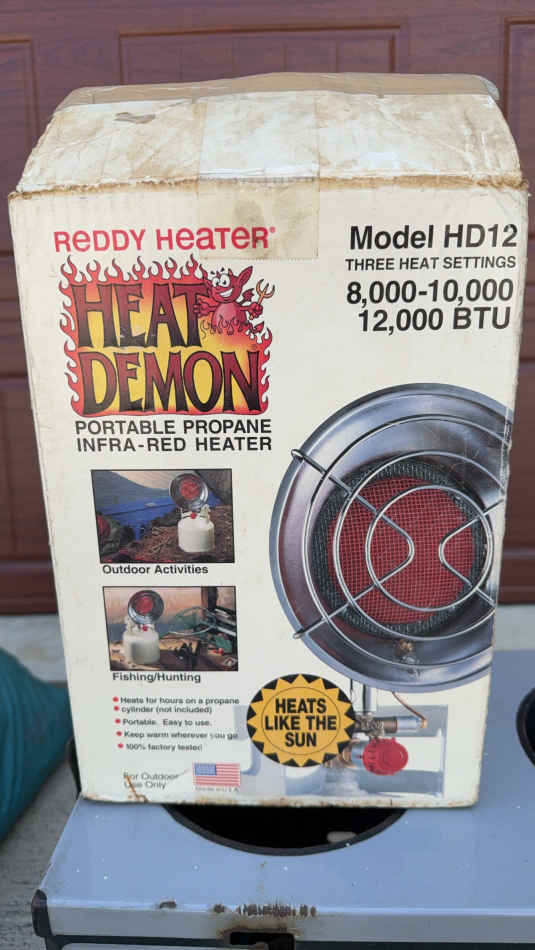 REDDY HEATER®
HEAT
DEMON
PORTABLE PROPANE
INFRA-RED HEATER
Model HD12
THREE HEAT SETTINGS
8,000-10,000
12,000 BTU
Outdoor Activities
Fishing/Hunting
• Heats for hours on a propane
• cylinder (not included)
• Portable. Easy to use.
• Keep warm wherever you go
• 100% factory tested
HEATS
LIKE THE
SUN
For Outdoor
Use Only
Made in U.S.A.